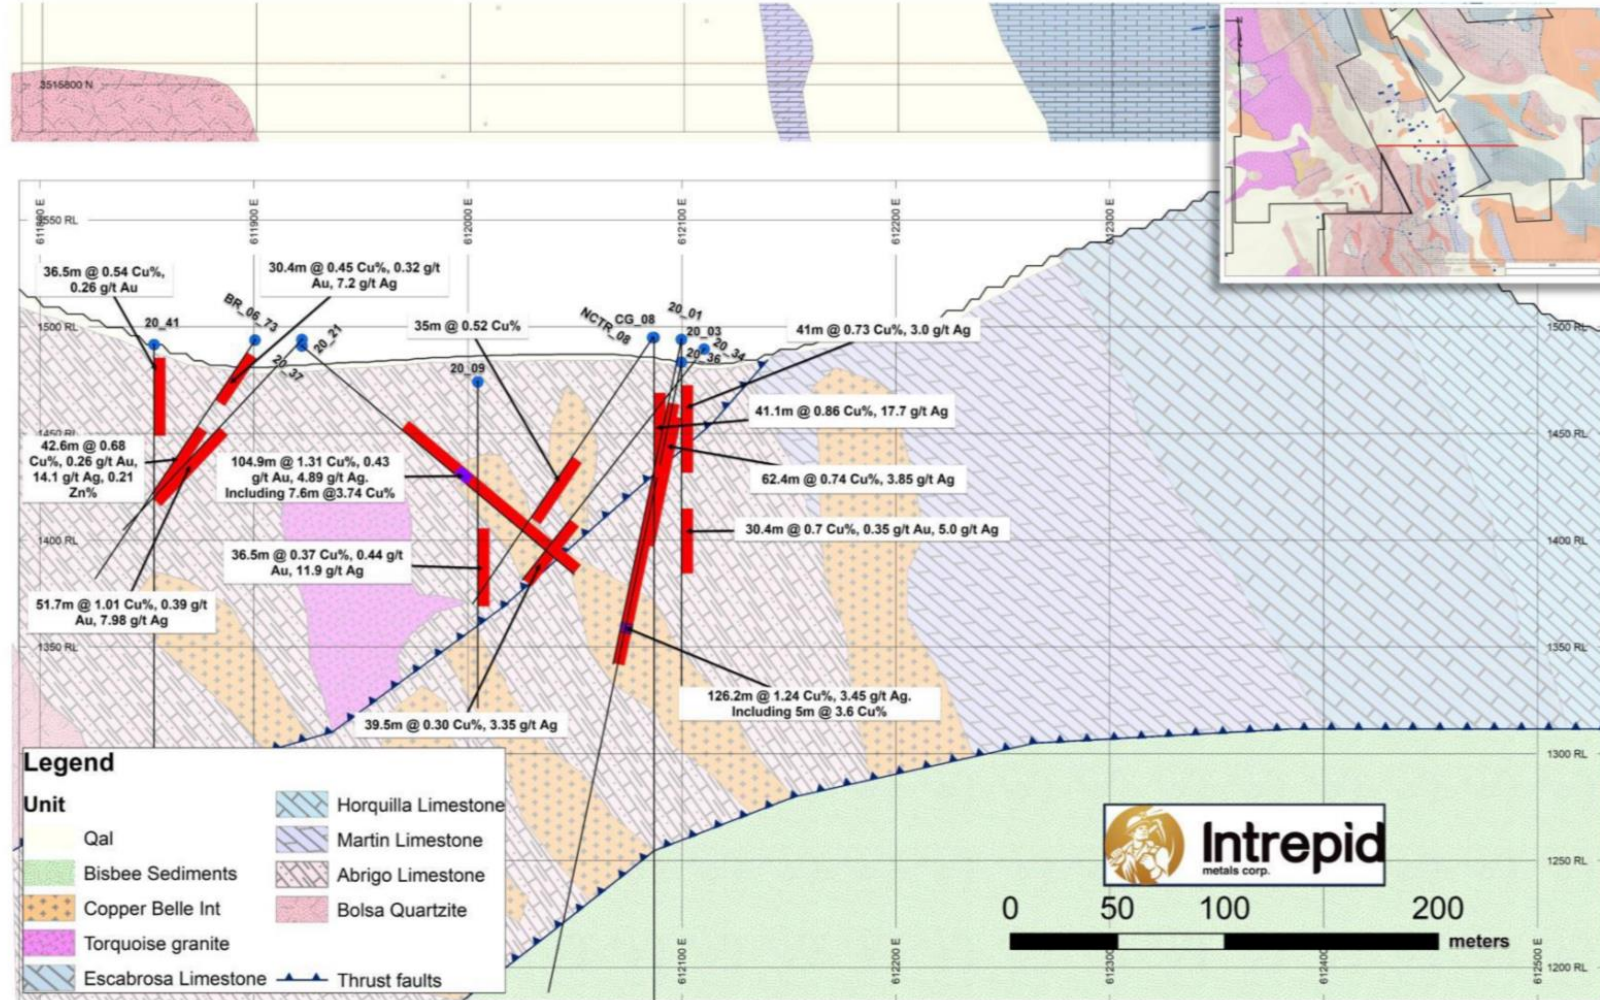 3515800 N
611900 E
612000 E
612100 E
612200 E
612300 E
1550 RL
36.5m @ 0.54 Cu%,
0.26 g/t Au
30.4m @ 0.45 Cu%, 0.32 g/t
Au, 7.2 g/t Ag
BR_06_73
20_41
20_37
20_21
35m @ 0.52 Cu%
20_09
NCTR_08
CG_08
20_01
20_03
20_34
20_36
41m @ 0.73 Cu%, 3.0 g/t Ag
1500 RL
1500 RL
41.1m @ 0.86 Cu%, 17.7 g/t Ag
1450 RL
1450 RL
42.6m @ 0.68
Cu%, 0.26 g/t Au,
14.1 g/t Ag, 0.21
Zn%
104.9m @ 1.31 Cu%, 0.43
g/t Au, 4.89 g/t Ag.
Including 7.6m @3.74 Cu%
62.4m @ 0.74 Cu%, 3.85 g/t Ag
30.4m @ 0.7 Cu%, 0.35 g/t Au, 5.0 g/t Ag
1400 RL
1400 RL
36.5m @ 0.37 Cu%, 0.44 g/t
Au, 11.9 g/t Ag
51.7m @ 1.01 Cu%, 0.39 g/t
Au, 7.98 g/t Ag
1350 RL
1350 RL
126.2m @ 1.24 Cu%, 3.45 g/t Ag.
Including 5m @ 3.6 Cu%
39.5m @ 0.30 Cu%, 3.35 g/t Ag
1300 RL
Legend
Unit
Qal
Bisbee Sediments
Copper Belle Int
Torquoise granite
Escabrosa Limestone
Horquilla Limestone
Martin Limestone
Abrigo Limestone
Bolsa Quartzite
Thrust faults
Intrepid
metals corp.
1250 RL
0 50 100 200
meters
1200 RL
612100 E
612200 E
612300 E
612400
612500 E